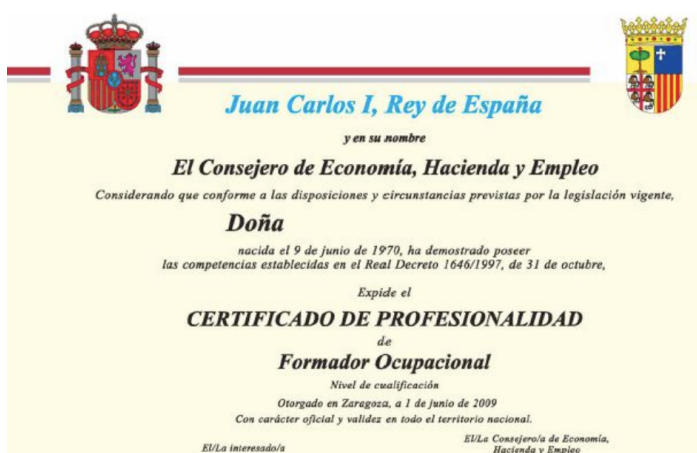 Juan Carlos I, Rey de España
y en su nombre
El Consejero de Economía, Hacienda y Empleo
Considerando que conforme a las disposiciones y circunstancias previstas por la legislación vigente,
Doña
nacida el 9 de junio de 1970, ha demostrado poseer
las competencias establecidas en el Real Decreto 1646/1997, de 31 de octubre,
Expide el
CERTIFICADO DE PROFESIONALIDAD
de
Formador Ocupacional
Nivel de cualificación
Otorgado en Zaragoza, a 1 de junio de 2009
Con carácter oficial y validez en todo el territorio nacional.
El/La interesado/a
El/La Consejero/a de Economía,
Hacienda y Empleo